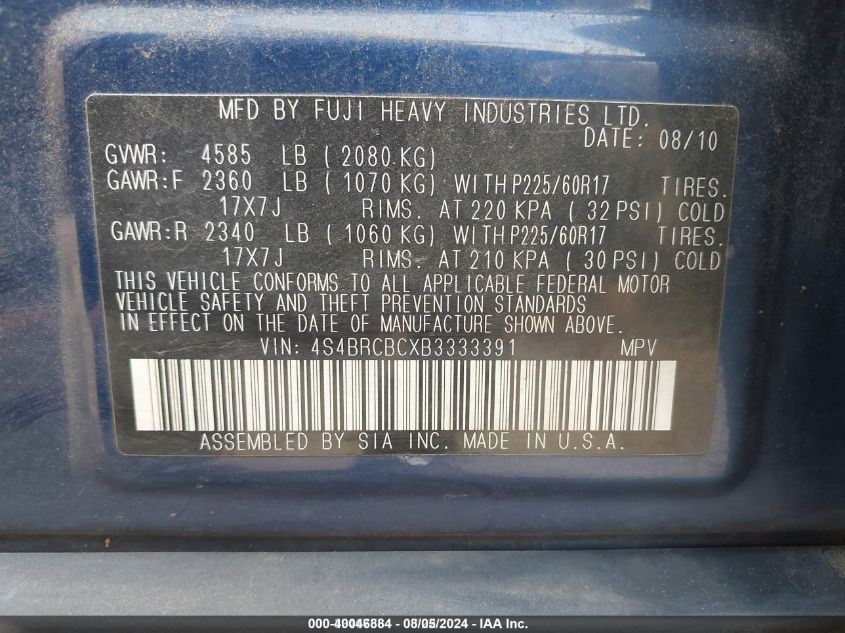 MFD BY FUJI HEAVY INDUSTRIES LTD.
DATE: 08/10
GVWR: 4585 LB ( 2080.KG)
GAWR:F 2360 LB ( 1070 KG) WITH P225/60R17 TIRES.
17X7J RIMS. AT 220 KPA ( 32 PSI ) COLD
GAWR:R 2340 LB ( 1060 KG) WITH P225/60R17 TIRES.
17X7J RIMS. AT 210 KPA ( 30 PSI ) COLD
THIS VEHICLE CONFORMS TO ALL APPLICABLE FEDERAL MOTOR
VEHICLE SAFETY AND THEFT PREVENTION STANDARDS
IN EFFECT ON THE DATE OF MANUFACTURE SHOWN ABOVE.
VIN: 4S4BRCBCXB3333391 MPV
ASSEMBLED BY SIA INC. MADE IN U.S.A.
000-40046884 - 08/05/2024 - IAA Inc.